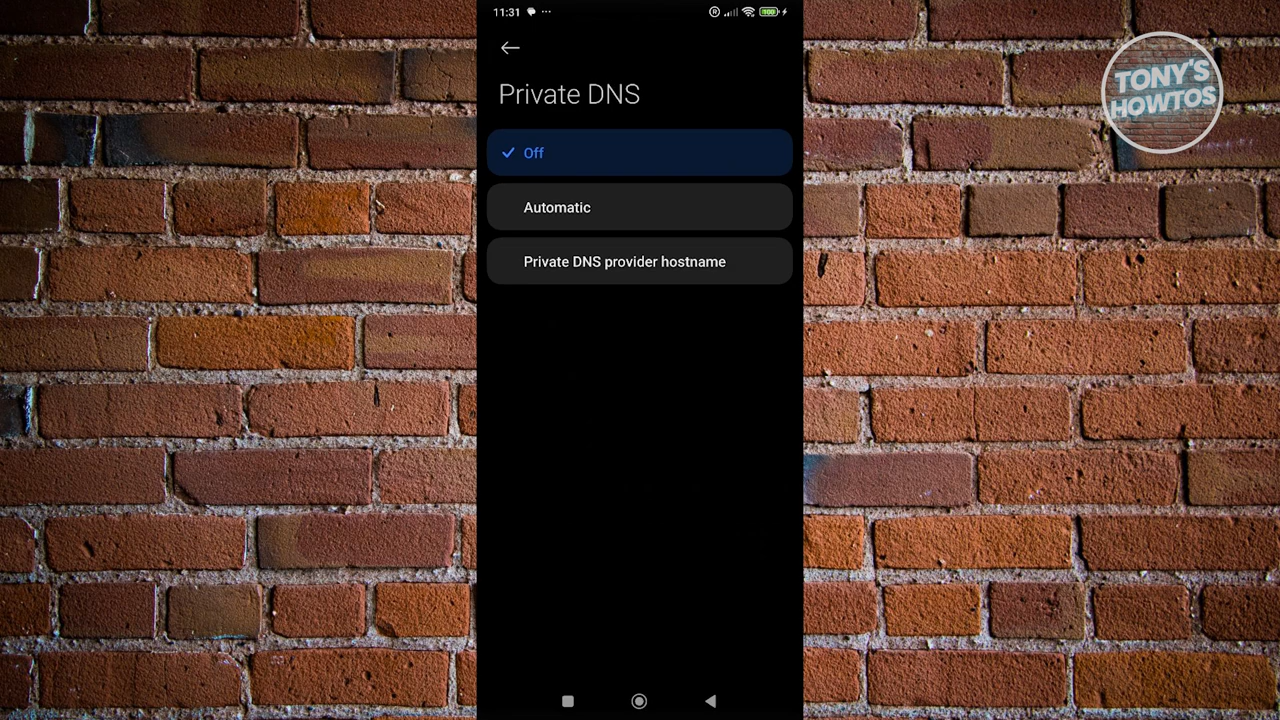 11:31
Private DNS
Off
Automatic
Private DNS provider hostname
TONY'S
HOWTOS